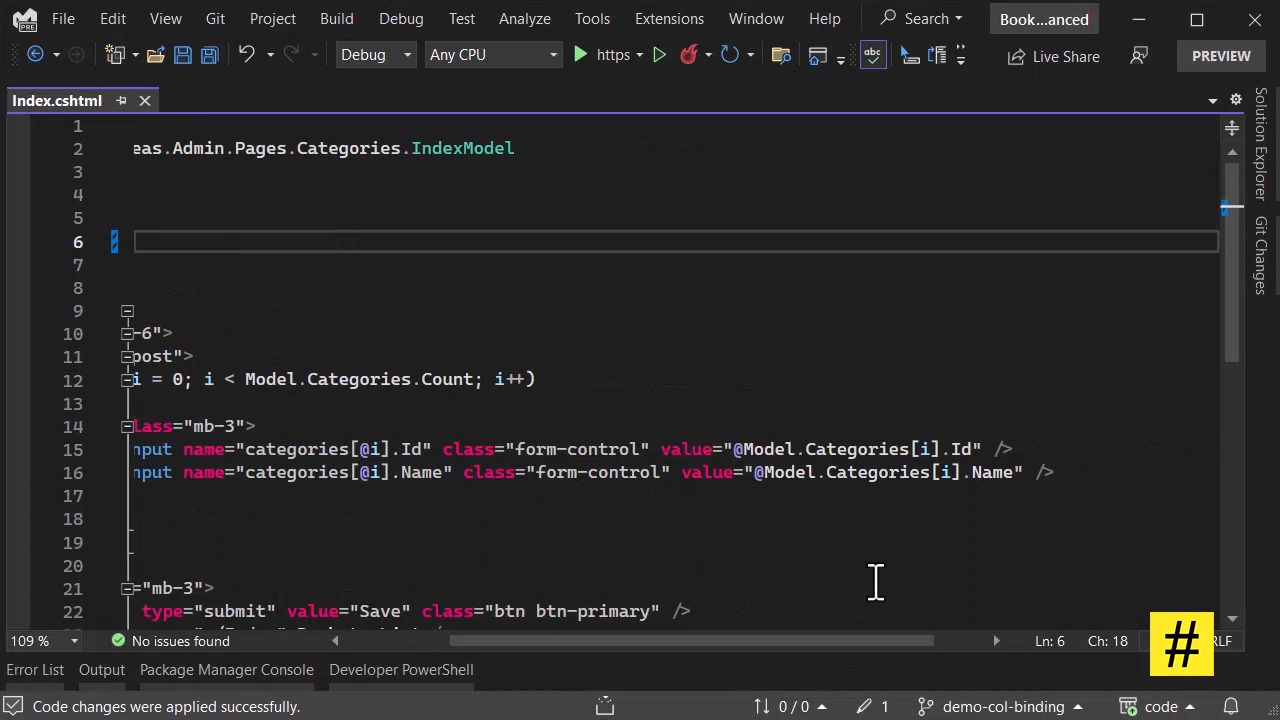 File Edit View Git Project Build Debug Test Analyze Tools Extensions Window Help Search Book...anced
Debug Any CPU https abc Live Share PREVIEW
Index.cshtml
1
2 eas.Admin.Pages.Categories.IndexModel
3
4
5
6
7
8
9
10 -6">
11 post">
12 i = 0; i < Model.Categories.Count; i++)
13
14 lass="mb-3">
15 nput name="categories[@i].Id" class="form-control" value="@Model.Categories[i].Id" />
16 nput name="categories[@i].Name" class="form-control" value="@Model.Categories[i].Name" />
17
18
19
20
21 ="mb-3">
22 type="submit" value="Save" class="btn btn-primary" />
Solution Explorer
Git Changes
109 % No issues found Ln: 6 Ch: 18 RLF
#
Error List Output Package Manager Console Developer PowerShell
Code changes were applied successfully. 0 / 0 1 demo-col-binding code